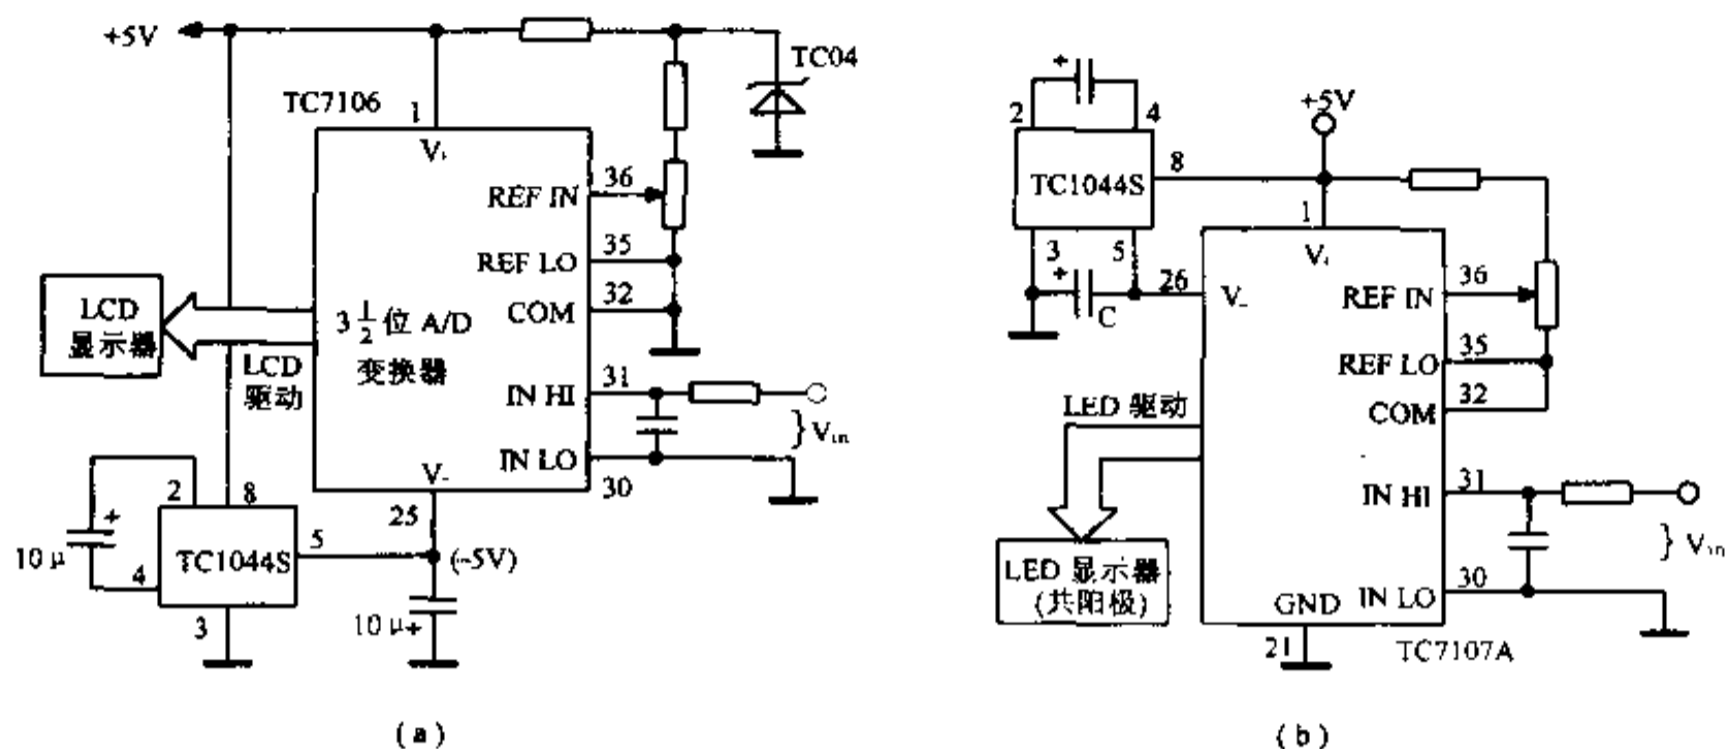 +5V
TC04
TC7106
1
V+
36
REF IN
35
REF LO
32
COM
LCD
显示器
3 1/2 位 A/D
变换器
LCD
驱动
31
IN HI
Vin
IN LO
30
V-
25
2
8
+
10 μ
TC1044S
5
(-5V)
4
3
10 μ+
(a)
+
2
4
+5V
TC1044S
8
1
3
5
V+
+
C
26
V-
36
REF IN
35
REF LO
32
COM
LED 驱动
31
IN HI
Vin
LED 显示器
(共阳极)
30
IN LO
GND
21
TC7107A
(b)